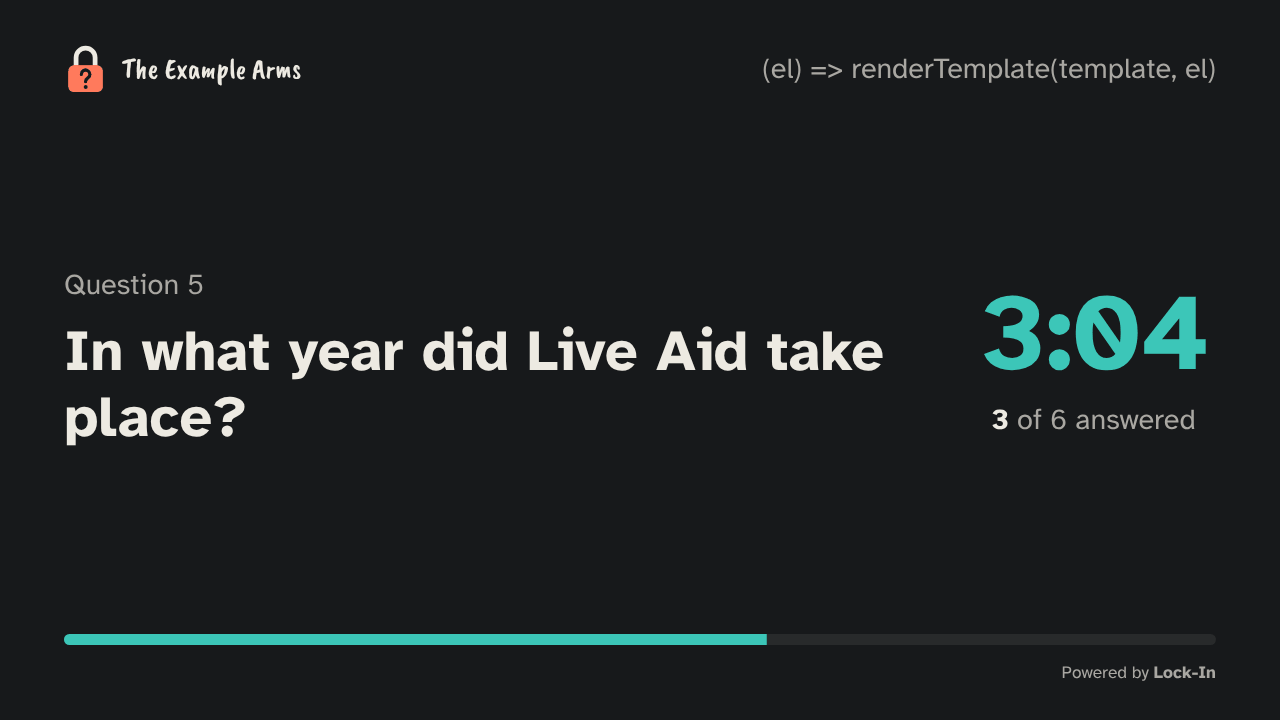 ?
The Example Arms
(el) => renderTemplate(template, el)
Question 5
In what year did Live Aid take
place?
3:04
3 of 6 answered
Powered by Lock-In